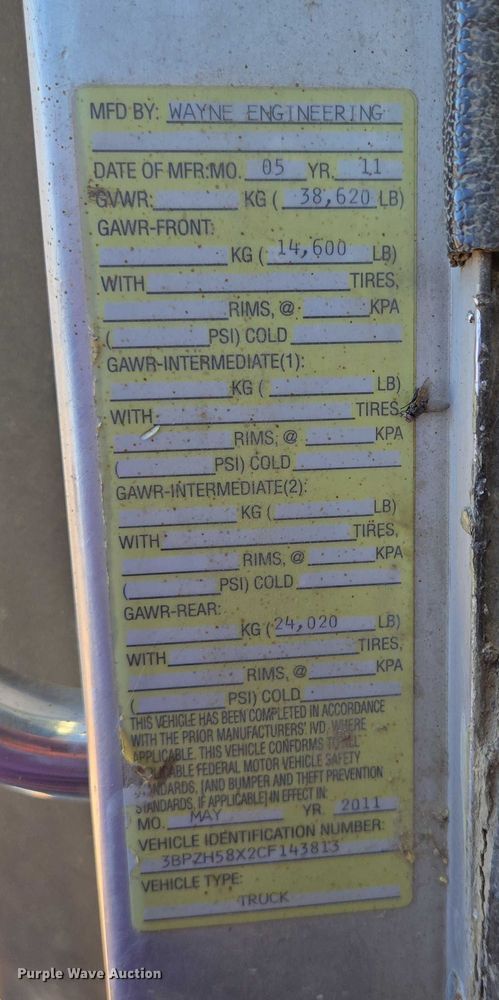 MFD BY: WAYNE ENGINEERING
DATE OF MFR:MO. 05 YR. 11
GVWR: KG ( 38,620 LB)
GAWR-FRONT:
KG ( 14,600 LB)
WITH TIRES,
RIMS, @ KPA
( PSI) COLD
GAWR-INTERMEDIATE(1):
KG ( LB)
WITH TIRES,
RIMS, @ KPA
( PSI) COLD
GAWR-INTERMEDIATE(2):
KG ( LB)
WITH TIRES,
RIMS, @ KPA
( PSI) COLD
GAWR-REAR:
KG ( 24,020 LB)
WITH TIRES,
RIMS, @ KPA
( PSI) COLD
THIS VEHICLE HAS BEEN COMPLETED IN ACCORDANCE
WITH THE PRIOR MANUFACTURERS' IVD, WHERE
APPLICABLE. THIS VEHICLE CONFORMS TO
FEDERAL MOTOR VEHICLE SAFETY
STANDARDS, [AND BUMPER AND THEFT PREVENTION
STANDARDS, IF APPLICABLE] IN EFFECT IN:
MO. MAY YR. 2011
VEHICLE IDENTIFICATION NUMBER:
3BPZH58X2CF143813
VEHICLE TYPE:
TRUCK
Purple Wave Auction